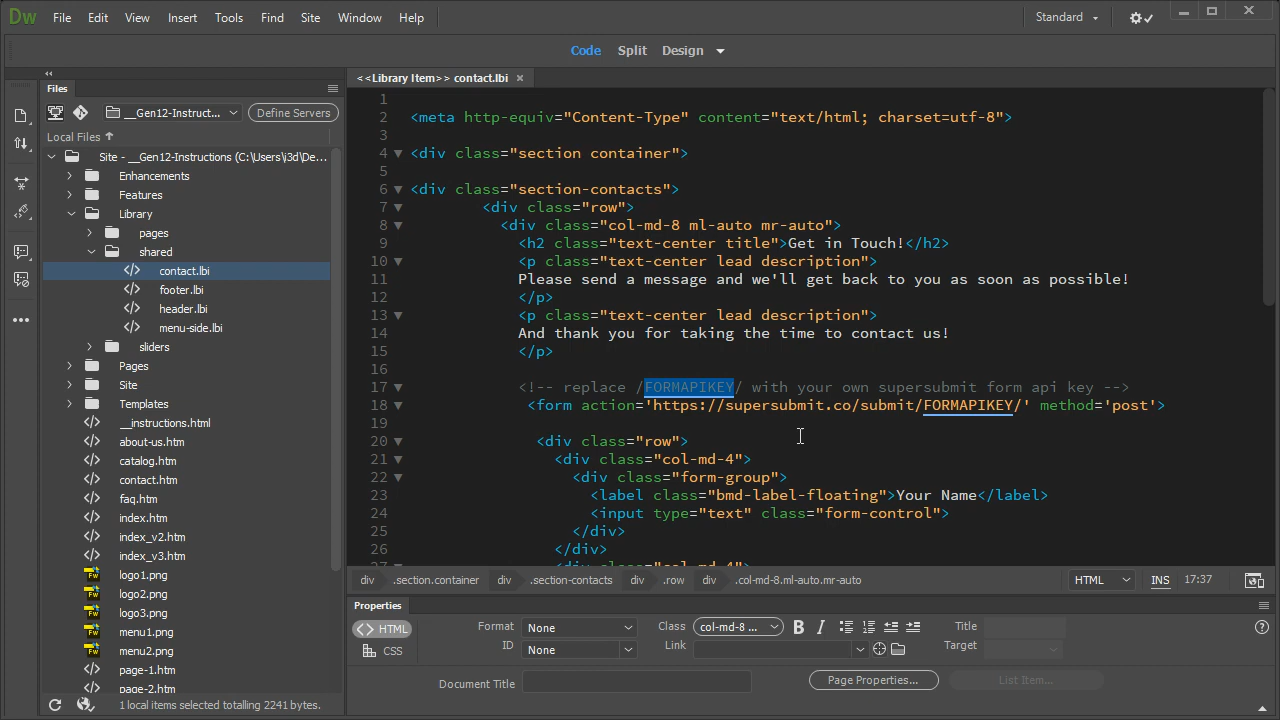 Dw File Edit View Insert Tools Find Site Window Help Standard
Code Split Design
Files
__Gen12-Instruct... Define Servers
Local Files
Site - __Gen12-Instructions (C:\Users\i3d\De...
Enhancements
Features
Library
pages
shared
contact.lbi
footer.lbi
header.lbi
menu-side.lbi
sliders
Pages
Site
Templates
__instructions.html
about-us.htm
catalog.htm
contact.htm
faq.htm
index.htm
index_v2.htm
index_v3.htm
logo1.png
logo2.png
logo3.png
menu1.png
menu2.png
page-1.htm
page-2.htm
1 local items selected totalling 2241 bytes.
<<Library Item>> contact.lbi
1
2 <meta http-equiv="Content-Type" content="text/html; charset=utf-8">
3
4 <div class="section container">
5
6 <div class="section-contacts">
7 <div class="row">
8 <div class="col-md-8 ml-auto mr-auto">
9 <h2 class="text-center title">Get in Touch!</h2>
10 <p class="text-center lead description">
11 Please send a message and we'll get back to you as soon as possible!
12 </p>
13 <p class="text-center lead description">
14 And thank you for taking the time to contact us!
15 </p>
16
17 <!-- replace /FORMAPIKEY/ with your own supersubmit form api key -->
18 <form action='https://supersubmit.co/submit/FORMAPIKEY/' method='post'>
19
20 <div class="row">
21 <div class="col-md-4">
22 <div class="form-group">
23 <label class="bmd-label-floating">Your Name</label>
24 <input type="text" class="form-control">
25 </div>
26 </div>
27 <div class="col-md-4">
div .section.container div .section-contacts div .row div .col-md-8.ml-auto.mr-auto HTML INS 17:37
Properties
HTML Format None Class col-md-8 ... B I Title
CSS ID None Link Target
Document Title Page Properties... List Item...